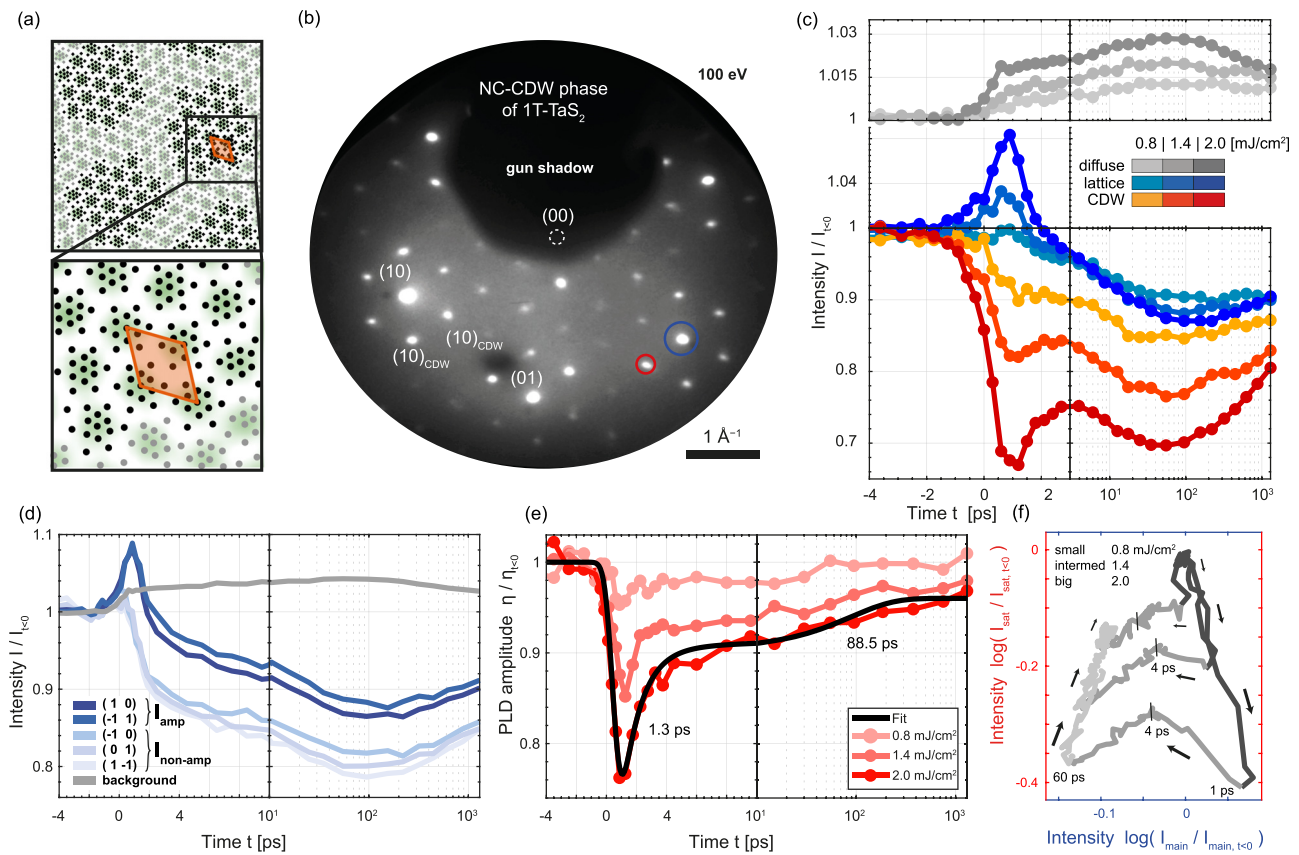 (a)
(b)
100 eV
NC-CDW phase
of 1T-TaS₂
gun shadow
(00)
(10)
(10)CDW
(10)CDW
(01)
1 Å⁻¹
(c)
1.03
1.015
1
0.8 | 1.4 | 2.0 [mJ/cm²]
diffuse
lattice
CDW
1.04
1
0.9
0.8
0.7
Intensity I / I t<0
-4 -2 0 2 10¹ 10² 10³
Time t [ps]
(d)
1.1
1
0.9
0.8
Intensity I / I t<0
(1 0)
(-1 1)
I amp
(-1 0)
(0 1)
(1 -1)
I non-amp
background
-4 0 4 10¹ 10² 10³
Time t [ps]
(e)
1
0.9
0.8
PLD amplitude η / η t<0
1.3 ps
88.5 ps
Fit
0.8 mJ/cm²
1.4 mJ/cm²
2.0 mJ/cm²
-4 0 4 10¹ 10² 10³
Time t [ps]
(f)
0
-0.2
-0.4
-0.1
Intensity log( I sat / I sat, t<0 )
small 0.8 mJ/cm²
intermed 1.4
big 2.0
4 ps
4 ps
60 ps
1 ps
-0.1 0
Intensity log( I main / I main, t<0 )